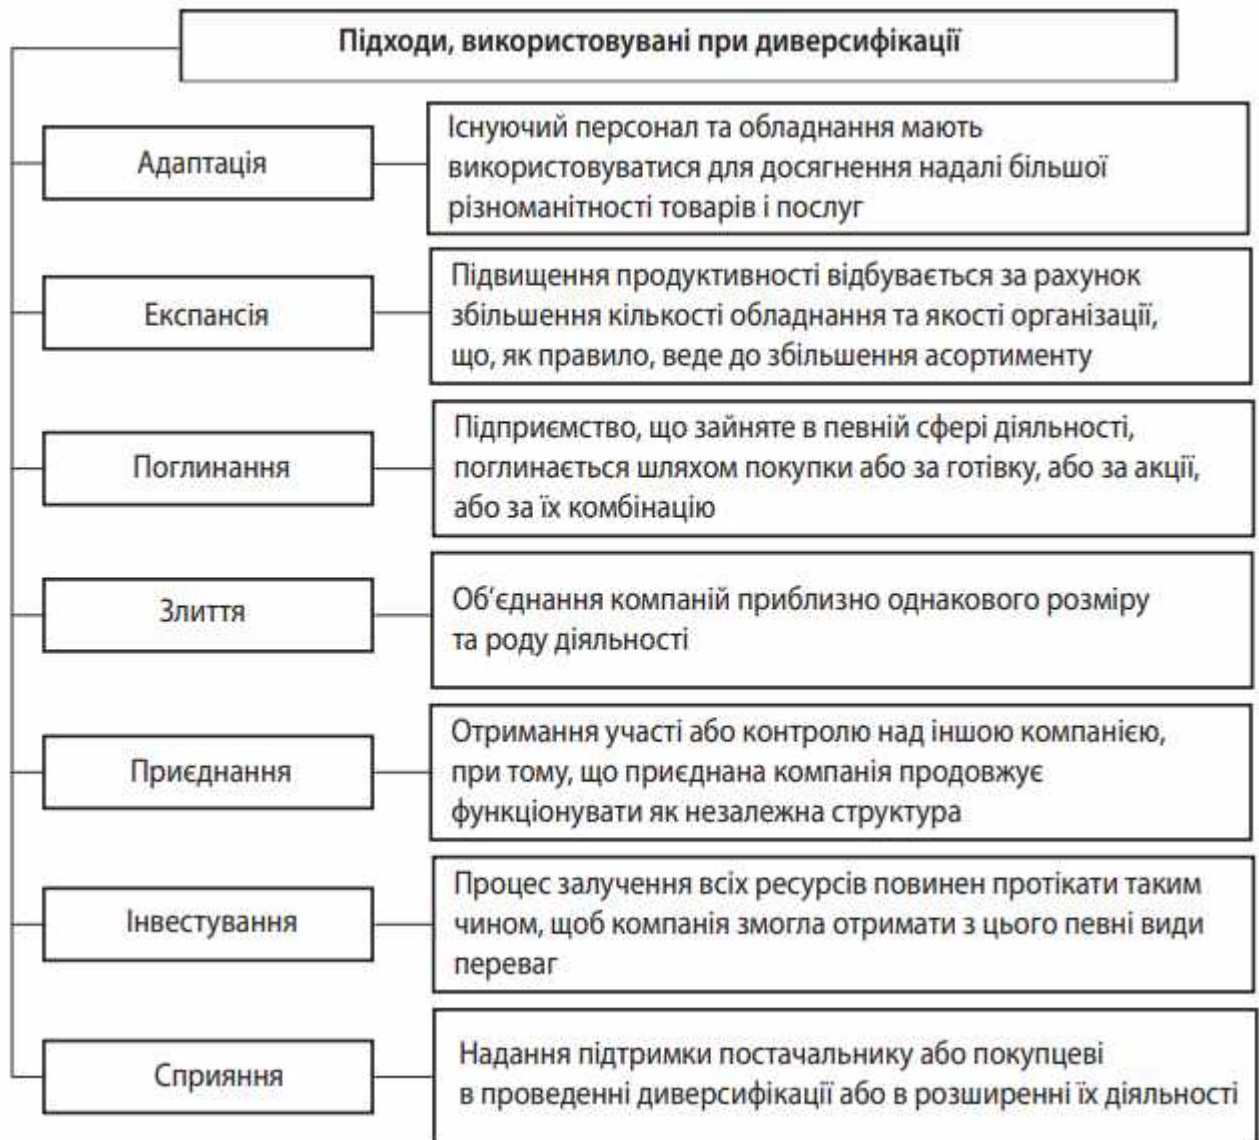 Підходи, використовувані при диверсифікації
Адаптація
Існуючий персонал та обладнання мають
використовуватися для досягнення надалі більшої
різноманітності товарів і послуг
Експансія
Підвищення продуктивності відбувається за рахунок
збільшення кількості обладнання та якості організації,
що, як правило, веде до збільшення асортименту
Поглинання
Підприємство, що зайняте в певній сфері діяльності,
поглинається шляхом покупки або за готівку, або за акції,
або за їх комбінацію
Злиття
Об’єднання компаній приблизно однакового розміру
та роду діяльності
Приєднання
Отримання участі або контролю над іншою компанією,
при тому, що приєднана компанія продовжує
функціонувати як незалежна структура
Інвестування
Процес залучення всіх ресурсів повинен протікати таким
чином, щоб компанія змогла отримати з цього певні види
переваг
Сприяння
Надання підтримки постачальнику або покупцеві
в проведенні диверсифікації або в розширенні їх діяльності